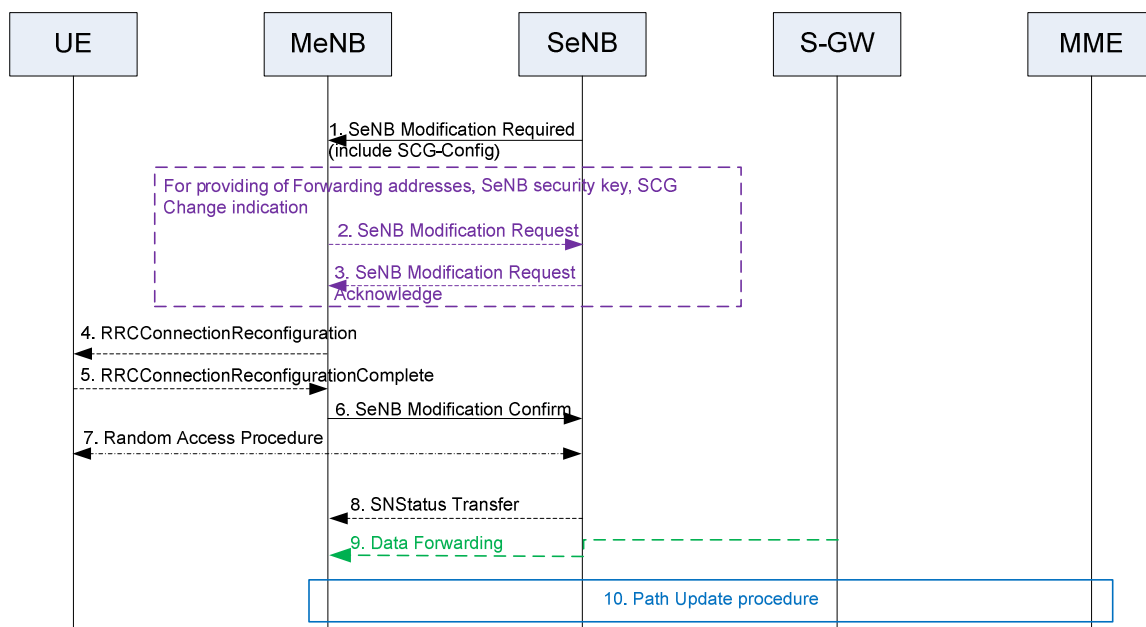 UE
MeNB
SeNB
S-GW
MME
1. SeNB Modification Required
(include SCG-Config)
For providing of Forwarding addresses, SeNB security key, SCG
Change indication
2. SeNB Modification Request
3. SeNB Modification Request
Acknowledge
4. RRCConnectionReconfiguration
5. RRCConnectionReconfigurationComplete
6. SeNB Modification Confirm
7. Random Access Procedure
8. SNStatus Transfer
9. Data Forwarding
10. Path Update procedure